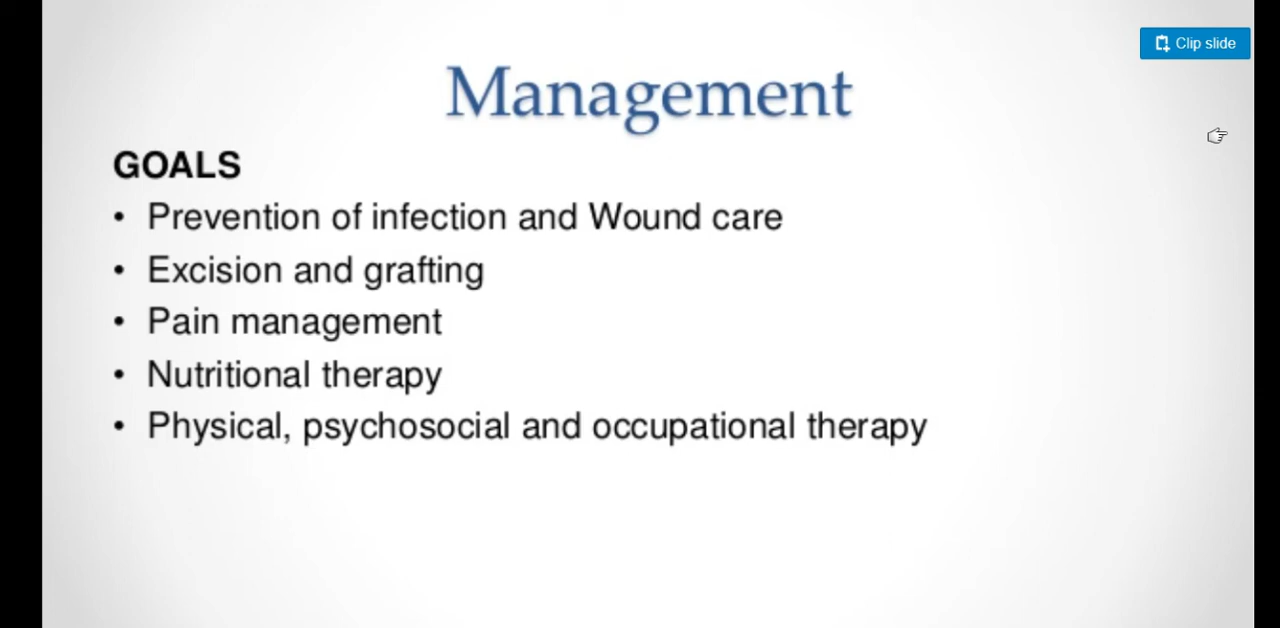 Clip slide
Management
GOALS
• Prevention of infection and Wound care
• Excision and grafting
• Pain management
• Nutritional therapy
• Physical, psychosocial and occupational therapy